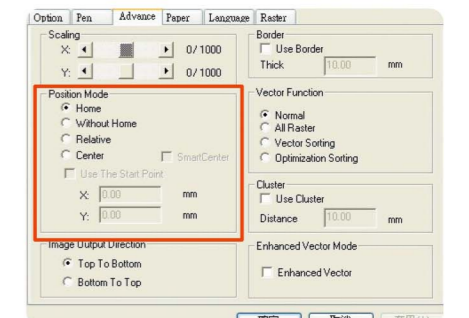 Option Pen Advance Paper Language Raster
Scaling
X: 0/1000
Y: 0/1000
Border
Use Border
Thick 10.00 mm
Position Mode
Home
Without Home
Relative
Center SmartCenter
Use The Start Point
X: 0.00 mm
Y: 0.00 mm
Vector Function
Normal
All Raster
Vector Sorting
Optimization Sorting
Cluster
Use Cluster
Distance 10.00 mm
Image Output Direction
Top To Bottom
Bottom To Top
Enhanced Vector Mode
Enhanced Vector